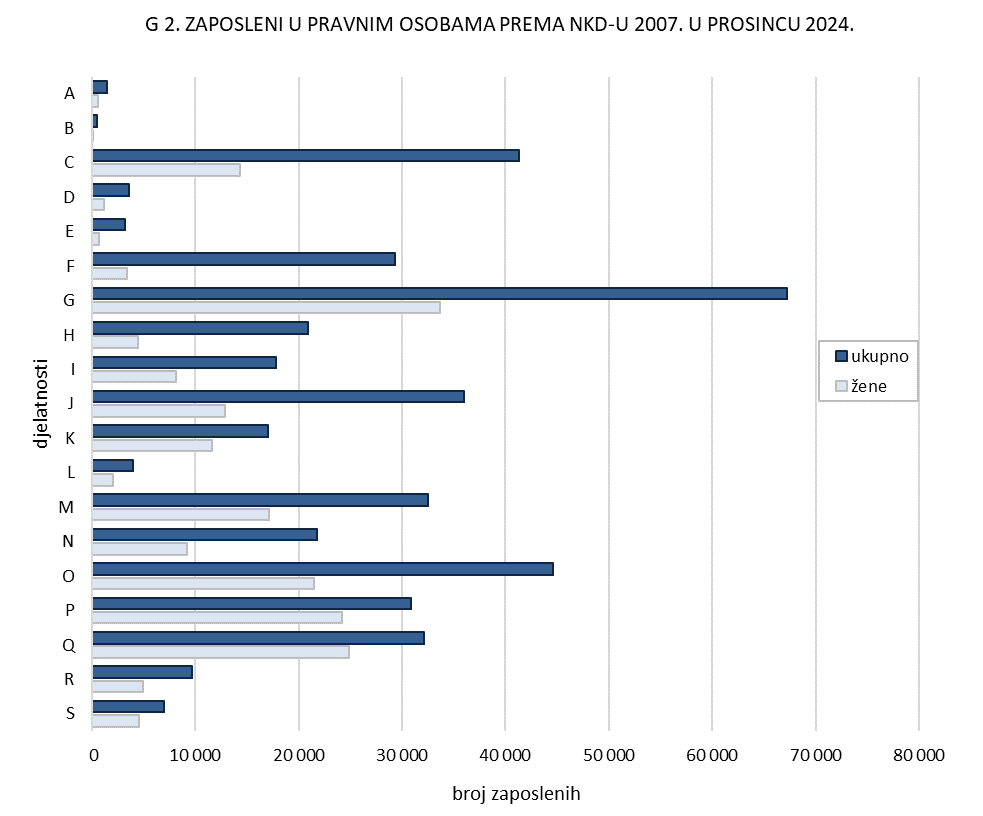 G 2. ZAPOSLENI U PRAVNIM OSOBAMA PREMA NKD-U 2007. U PROSINCU 2024.
A
B
C
D
E
F
G
H
I
J
K
L
M
N
O
P
Q
R
S
djelatnosti
ukupno
žene
0 10 000 20 000 30 000 40 000 50 000 60 000 70 000 80 000
broj zaposlenih